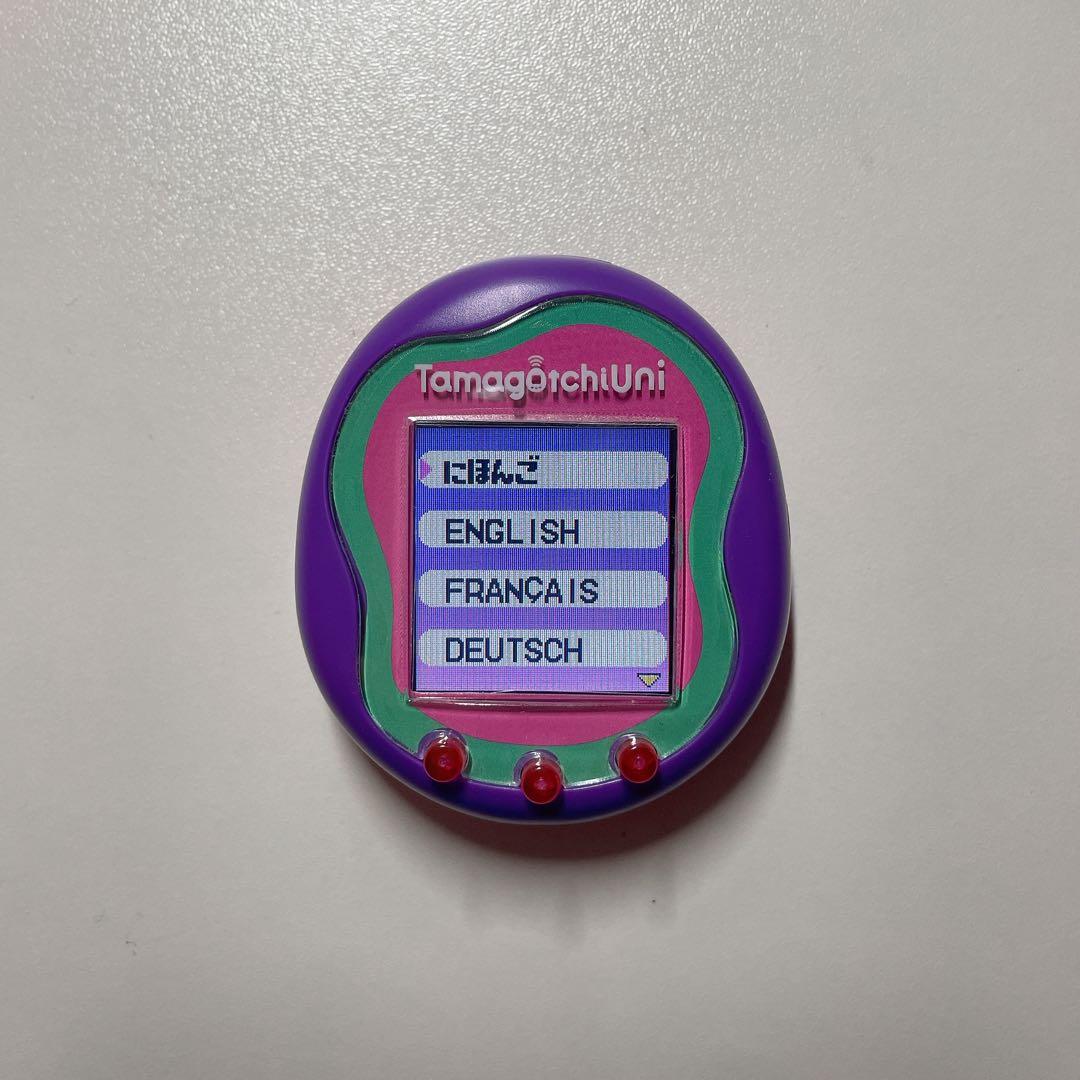 TamagotchiUni
にほんご
ENGLISH
FRANÇAIS
DEUTSCH